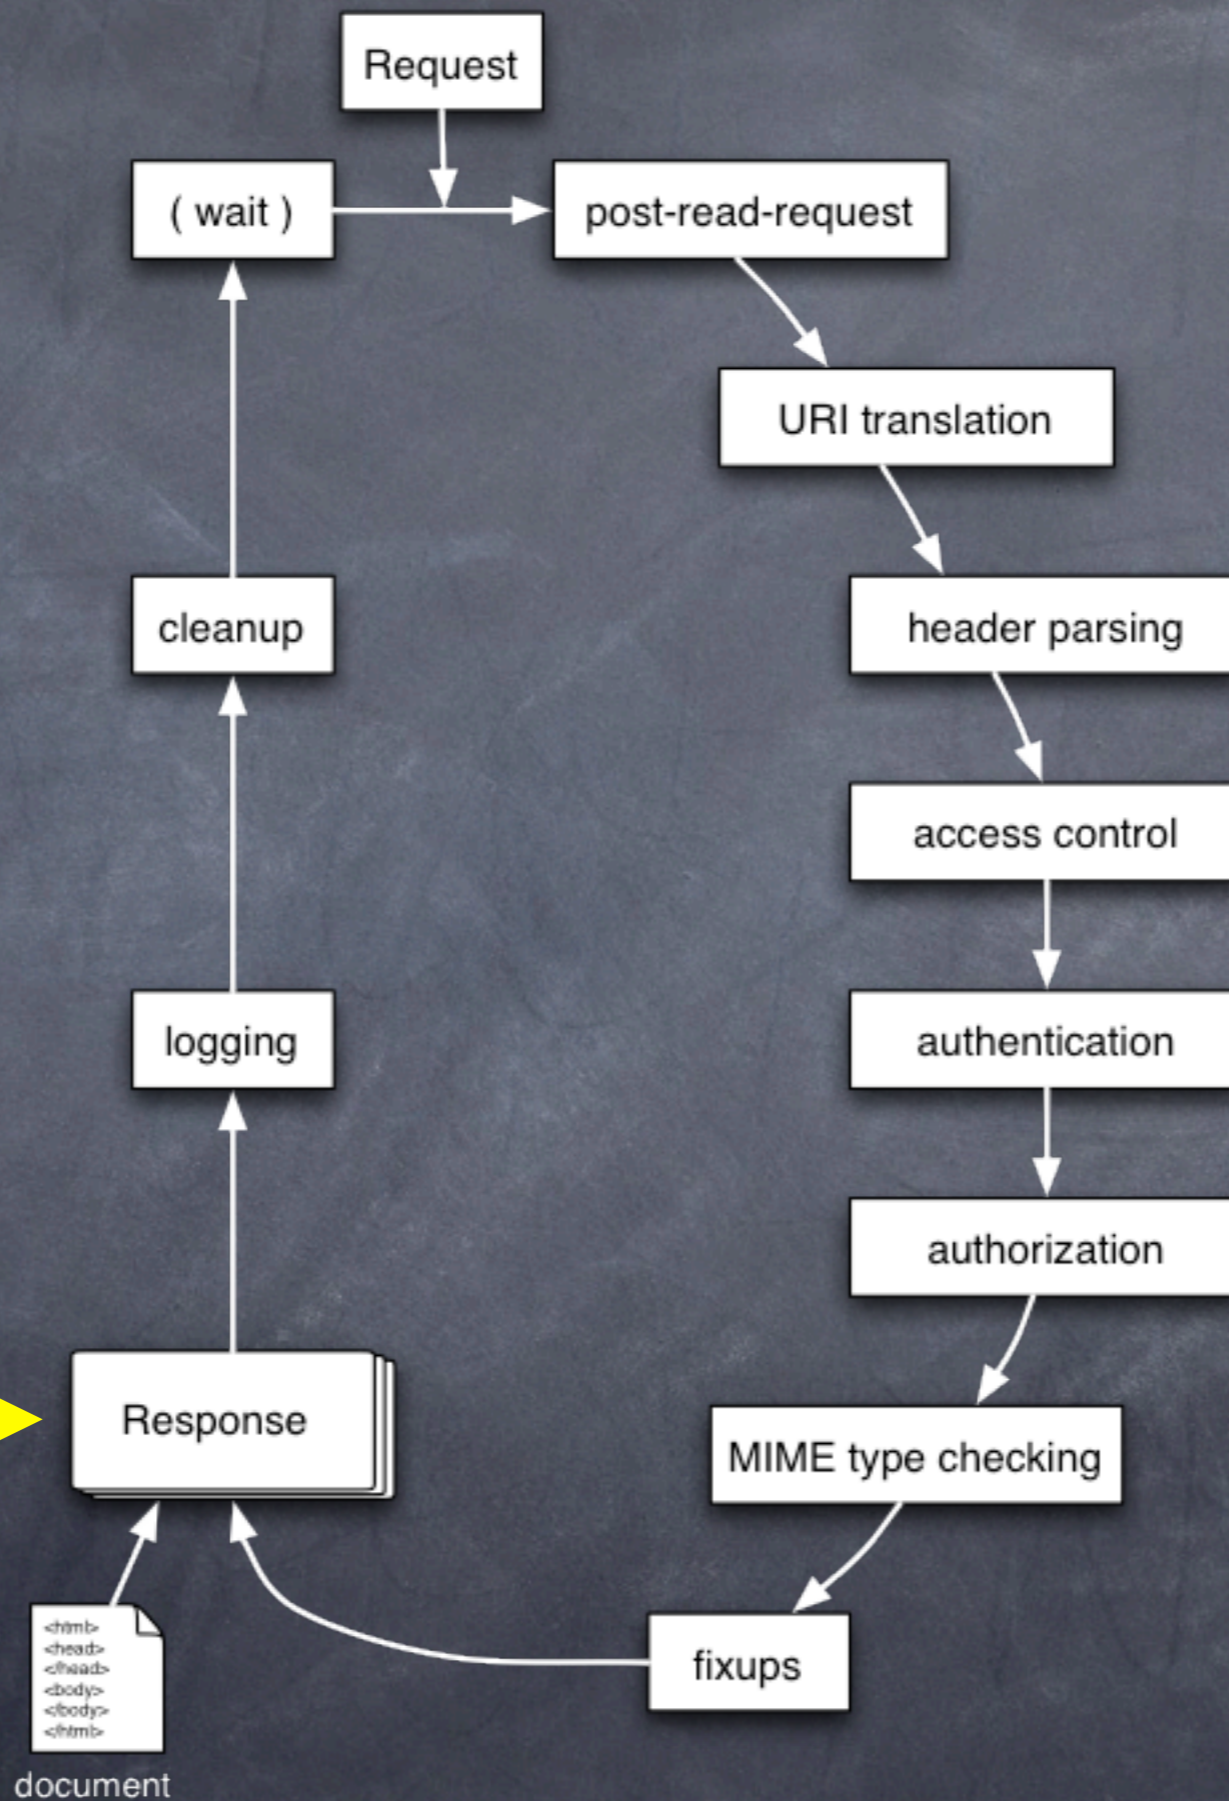 Request
( wait )
post-read-request
URI translation
header parsing
cleanup
access control
logging
authentication
authorization
Response
MIME type checking
fixups
<html>
<head>
</head>
<body>
</body>
</html>
document